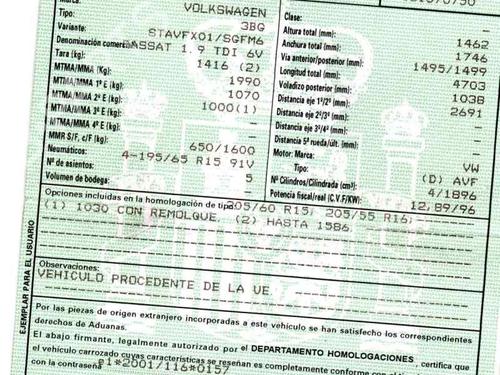 Marca: VOLKSWAGEN
Tipo: 3BG
Variante: STAVFX01/SGFM6
Denominación comercial: PASSAT 1.9 TDI 6V
Tara (kg): 1416 (2)
MTMA/MMA (Kg): 1990
MTMA/MMA 1º E (kg): 1070
MTMA/MMA 2º E (kg): 1000(1)
MTMA/MMA 3º E (kg): —
MTMA/MMA 4º E (kg): —
MMR S/F, c/F (kg): 650/1600
Neumáticos: 4-195/65 R15 91V
Nº de asientos: 5
Volumen de bodega: —
Clase: —
Altura total (mm): 1462
Anchura total (mm): 1746
Vía anterior/posterior (mm): 1495/1499
Longitud total (mm): 4703
Voladizo posterior (mm): 1038
Distancia eje 1º/2º (mm): 2691
Distancia eje 2º/3º (mm): —
Distancia eje 3º/4º (mm): —
Distancia 5ª rueda/últ. (mm): —
Motor: Marca: VW
Tipo: (D) AVF
Nº Cilindros/Cilindrada (cm³): 4/1896
Potencia fiscal/real (C.V.F/KW): 12,89/96
Opciones incluidas en la homologación de tipo: 205/60 R15; 205/55 R16;
(1) 1030 CON REMOLQUE. (2) HASTA 1586
Observaciones:
VEHICULO PROCEDENTE DE LA UE
EJEMPLAR PARA EL USUARIO
Por las piezas de origen extranjero incorporadas a este vehículo se han satisfecho los correspondientes
derechos de Aduanas.
El abajo firmante, legalmente autorizado por el DEPARTAMENTO HOMOLOGACIONES, certifica que
el vehículo carrozado cuyas características se reseñan es completamente conforme con el
con la contraseña e1*2001/116*0157